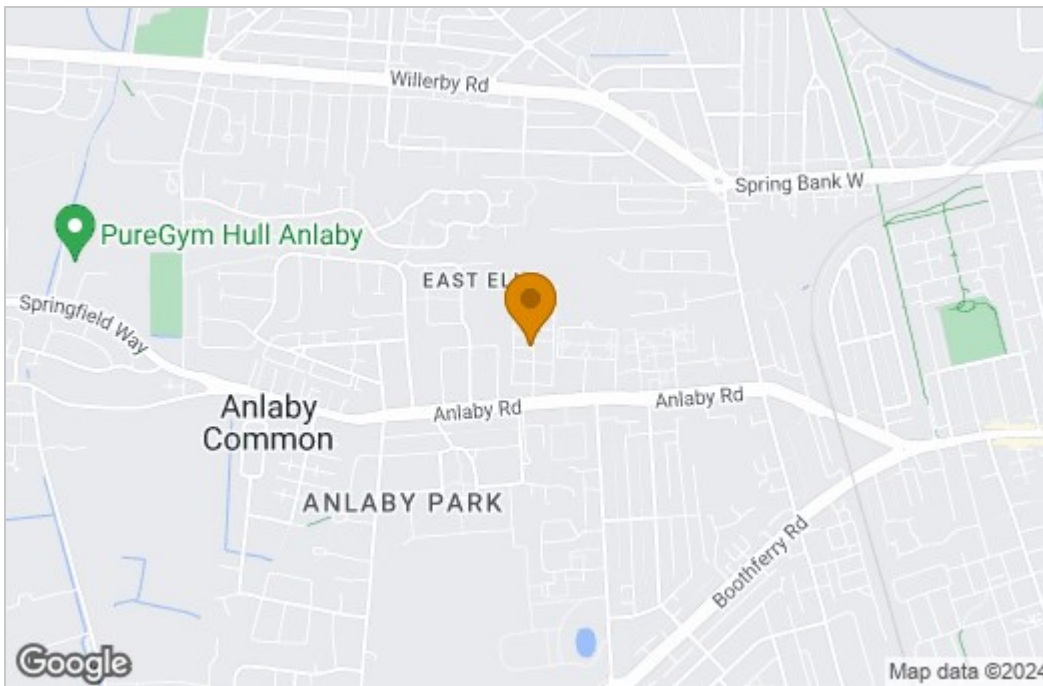 Willerby Rd
Spring Bank W
PureGym Hull Anlaby
EAST EL
Springfield Way
Anlaby Rd
Anlaby Rd
Anlaby
Common
ANLABY PARK
Boothferry Rd
Google
Map data ©2024